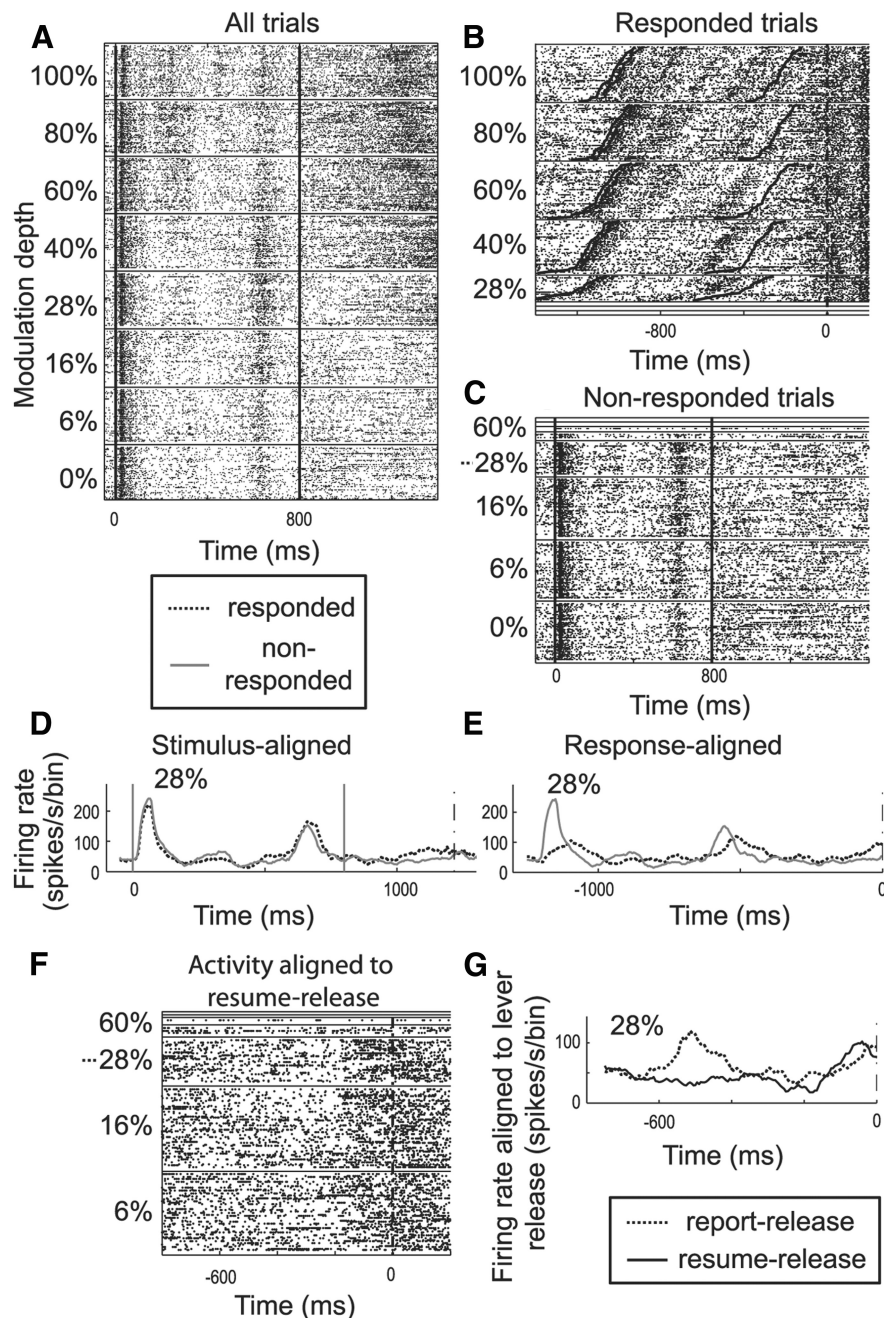 A
All trials
Modulation depth
100%
80%
60%
40%
28%
16%
6%
0%
0
800
Time (ms)
B
Responded trials
100%
80%
60%
40%
28%
-800
0
Time (ms)
C
Non-responded trials
60%
28%
16%
6%
0%
0
800
Time (ms)
responded
non-
responded
D
Stimulus-aligned
28%
Firing rate
(spikes/s/bin)
200
100
0
0
1000
Time (ms)
E
Response-aligned
28%
200
100
0
-1000
0
Time (ms)
F
Activity aligned to
resume-release
60%
28%
16%
6%
-600
0
Time (ms)
G
Firing rate aligned to lever
release (spikes/s/bin)
28%
100
0
-600
0
Time (ms)
report-release
resume-release